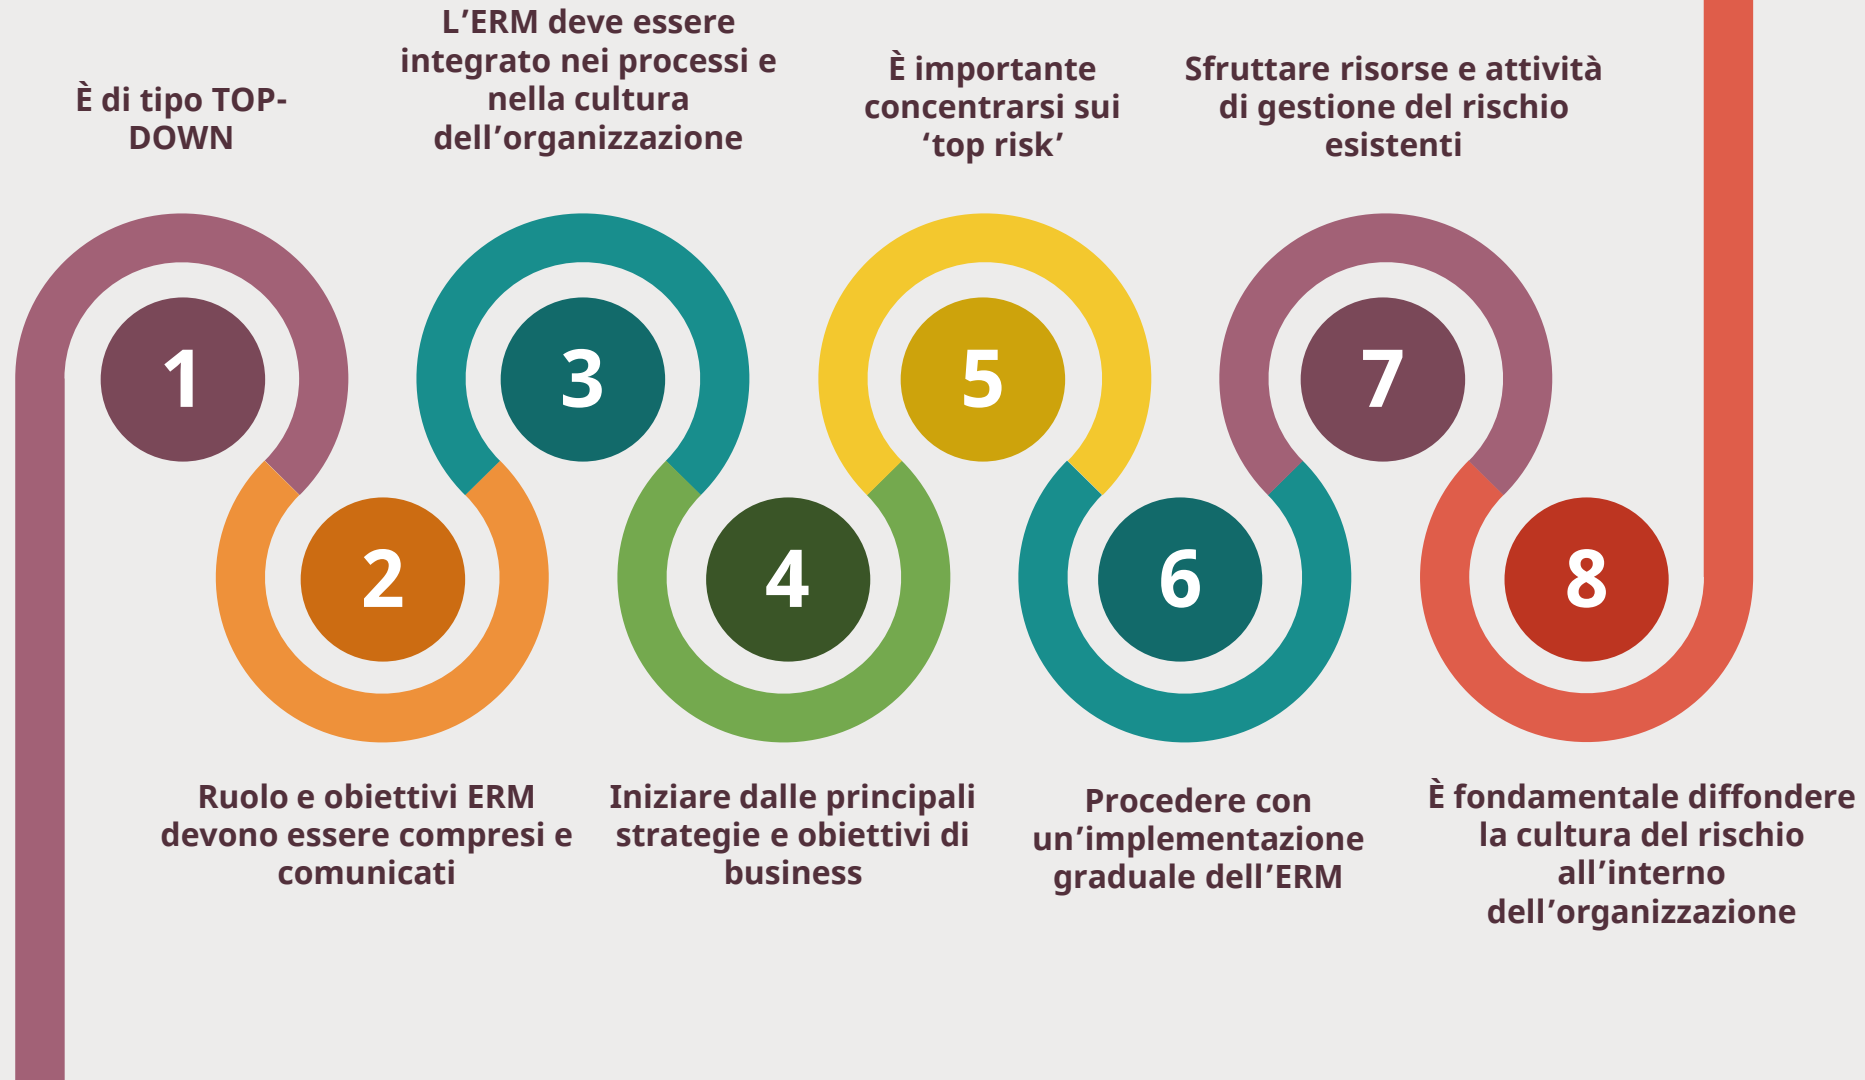 È di tipo TOP-
DOWN
1
Ruolo e obiettivi ERM
devono essere compresi e
comunicati
2
L’ERM deve essere
integrato nei processi e
nella cultura
dell’organizzazione
3
Iniziare dalle principali
strategie e obiettivi di
business
4
È importante
concentrarsi sui
‘top risk’
5
Procedere con
un’implementazione
graduale dell’ERM
6
Sfruttare risorse e attività
di gestione del rischio
esistenti
7
È fondamentale diffondere
la cultura del rischio
all’interno
dell’organizzazione
8